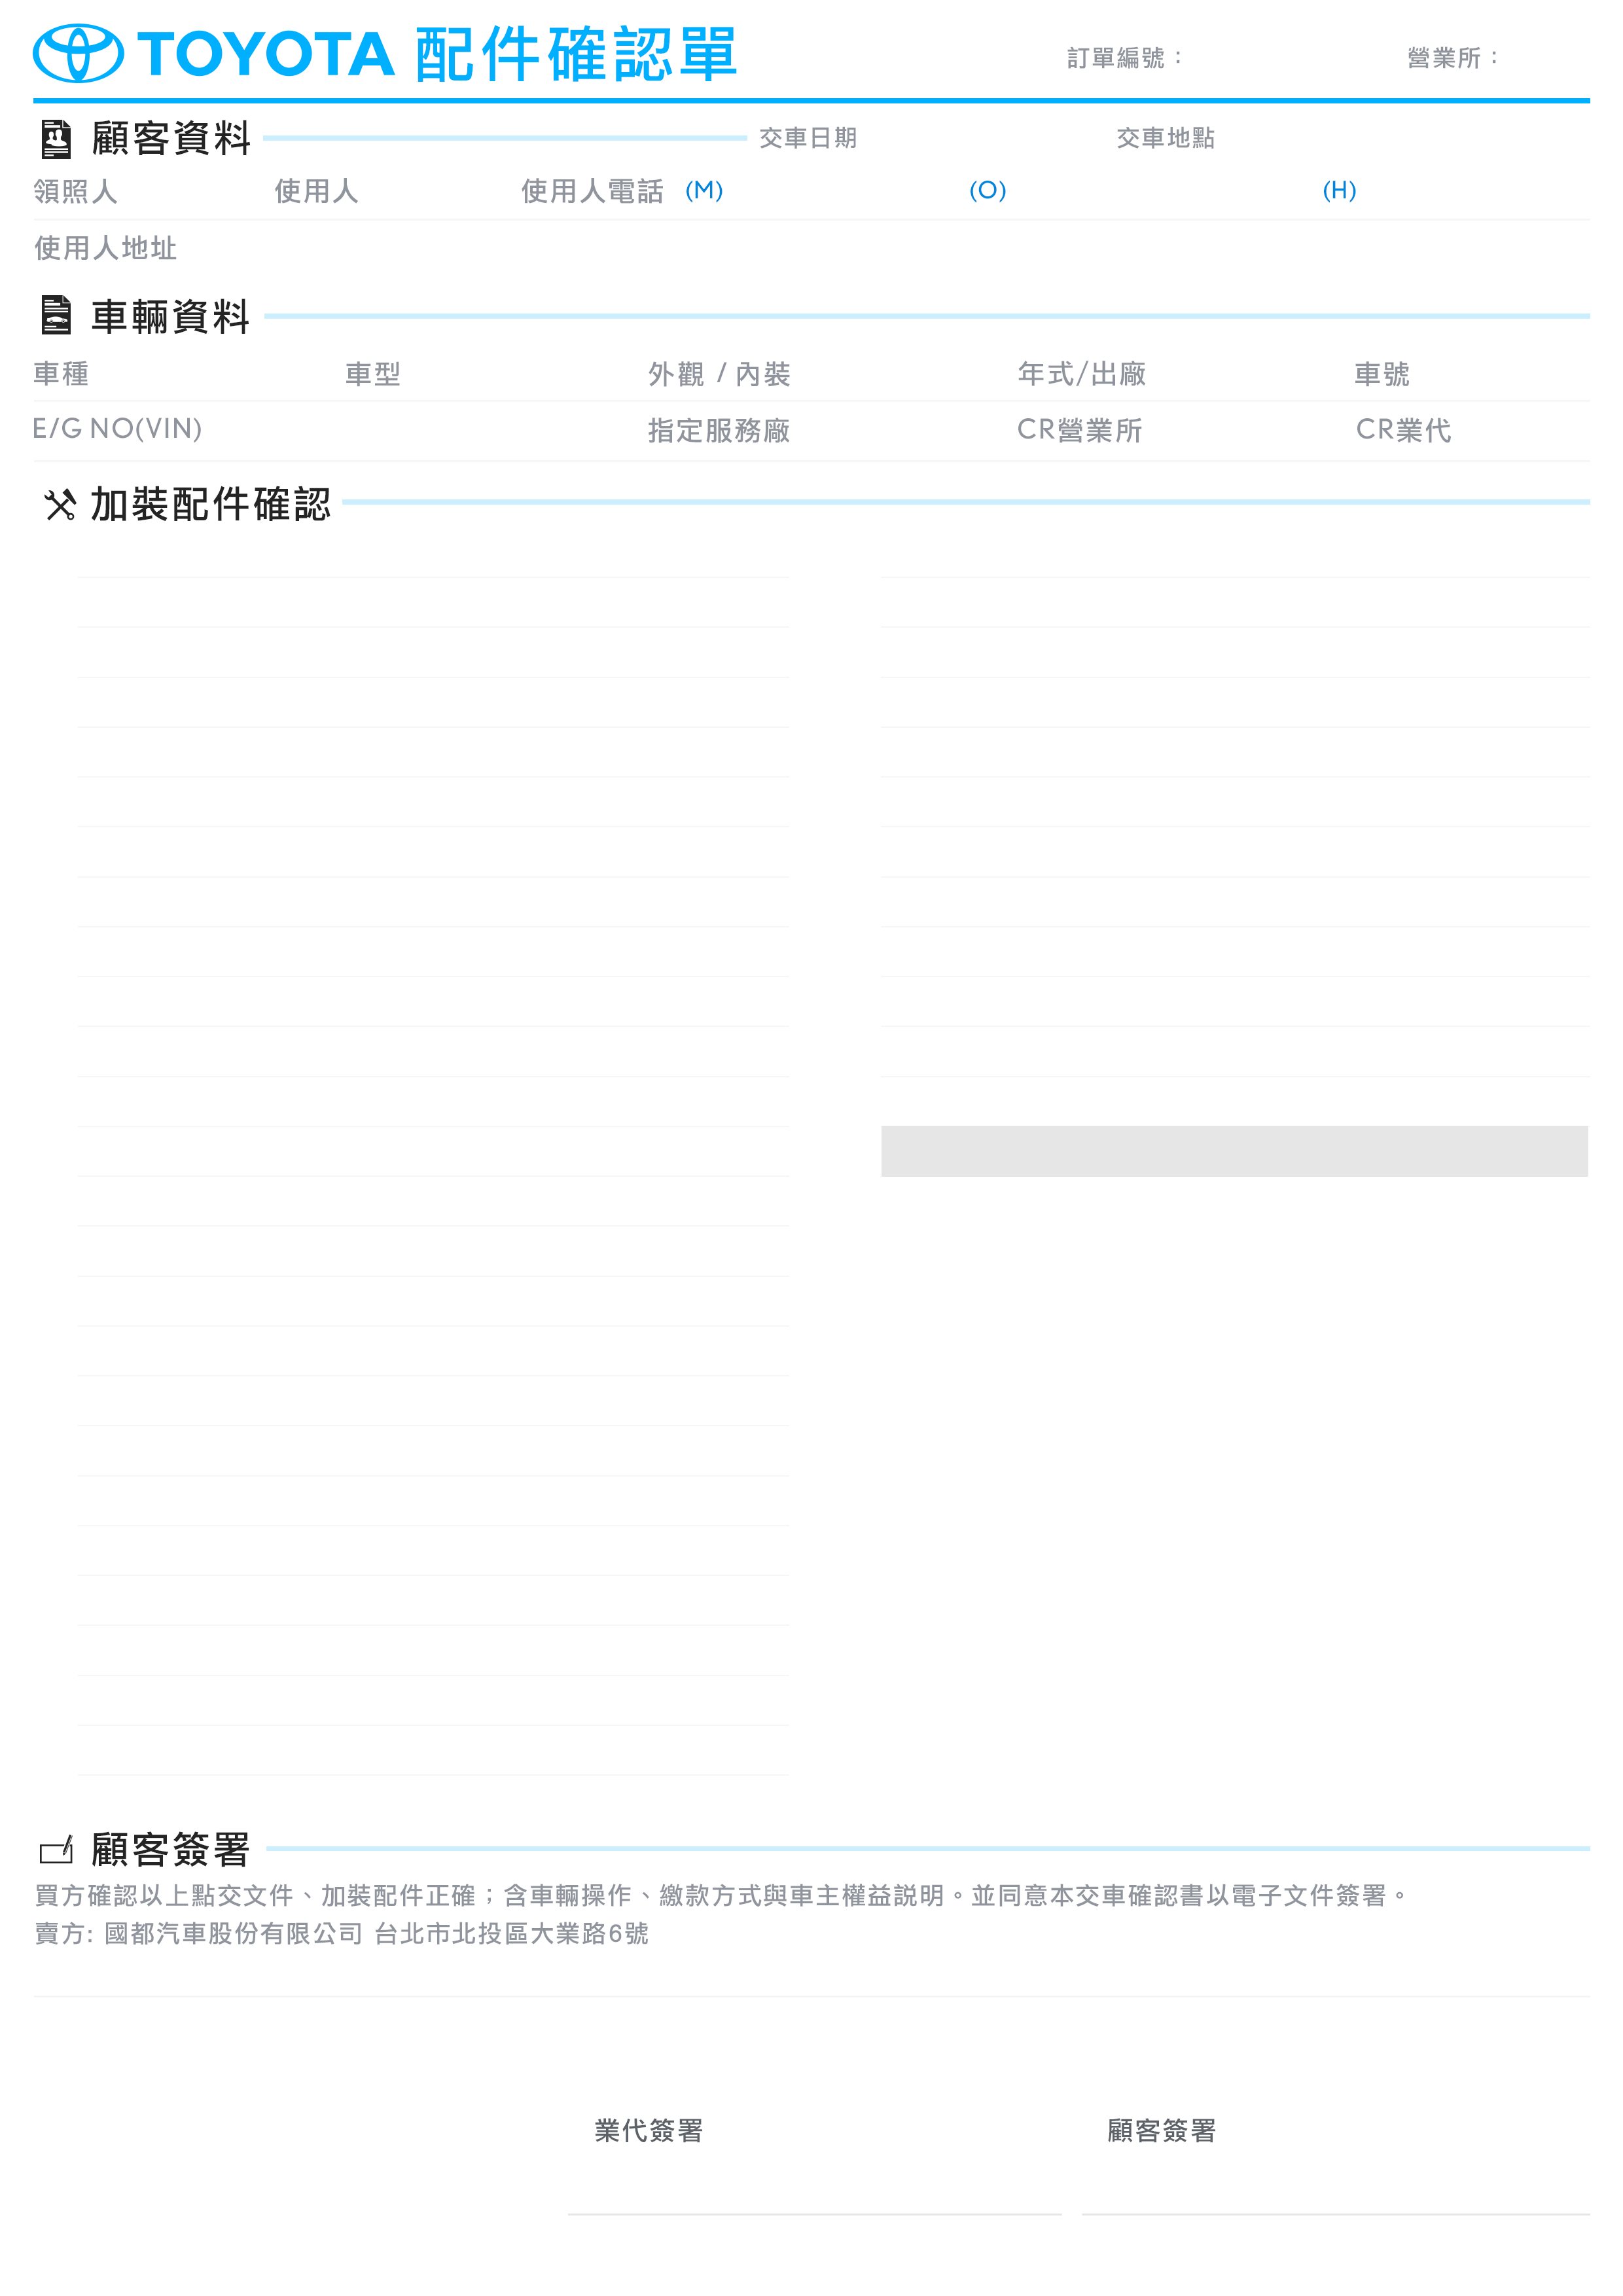 TOYOTA 配件確認單 訂單編號： 營業所：
顧客資料 交車日期 交車地點
領照人 使用人 使用人電話 (M) (O) (H)
使用人地址
車輛資料
車種 車型 外觀 / 內裝 年式/出廠 車號
E/G NO(VIN) 指定服務廠 CR營業所 CR業代
加裝配件確認
顧客簽署
買方確認以上點交文件、加裝配件正確；含車輛操作、繳款方式與車主權益説明。並同意本交車確認書以電子文件簽署。
賣方: 國都汽車股份有限公司 台北市北投區大業路6號
業代簽署 顧客簽署